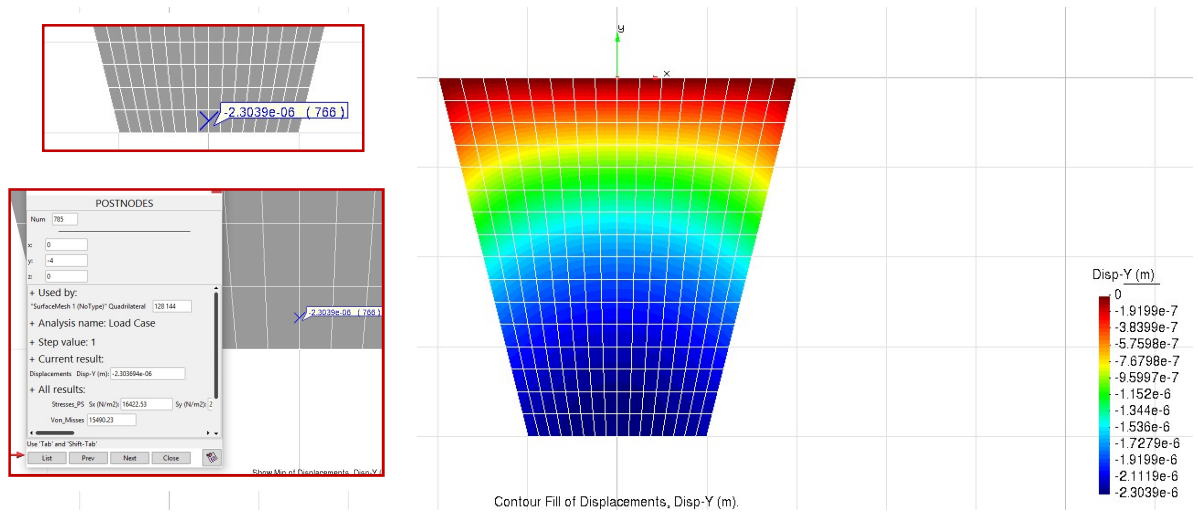 -2.3039e-06 ( 766 )
POSTNODES
Num 785
x: 0
y: -4
z: 0
+ Used by:
"SurfaceMesh 1 (NoType)" Quadrilateral 128 144
+ Analysis name: Load Case
+ Step value: 1
+ Current result:
Displacements Disp-Y (m): -2.303694e-06
+ All results:
Stresses_PS Sx (N/m2): 16422.53 Sy (N/m2): 2
Von_Misses 15490.23
Use 'Tab' and 'Shift-Tab'
List Prev Next Close
-2.3039e-06 ( 766
Show Min of Displacements, Disp-Y (
y
x
Disp-Y (m)
0
-1.9199e-7
-3.8399e-7
-5.7598e-7
-7.6798e-7
-9.5997e-7
-1.152e-6
-1.344e-6
-1.536e-6
-1.7279e-6
-1.9199e-6
-2.1119e-6
-2.3039e-6
Contour Fill of Displacements, Disp-Y (m).